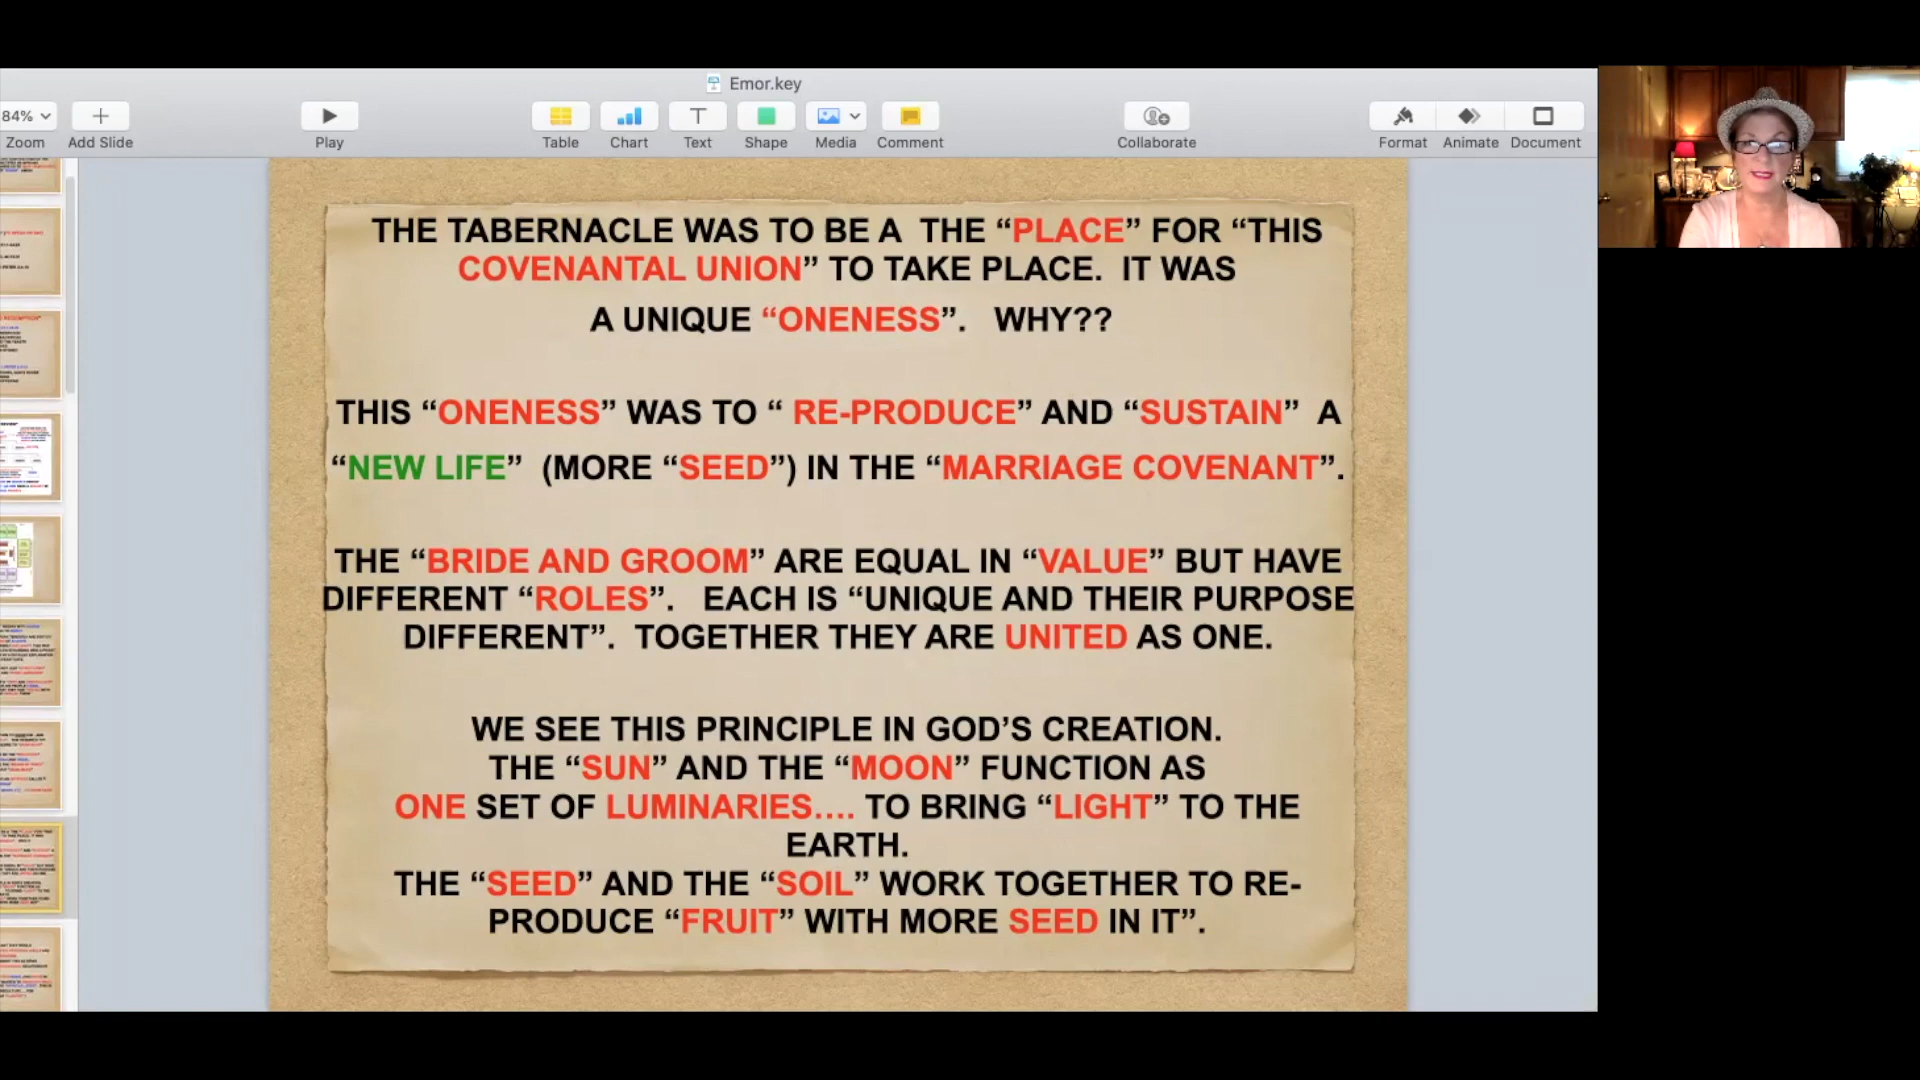 Emor.key
84%
Zoom
Add Slide
Play
Table
Chart
Text
Shape
Media
Comment
Collaborate
Format
Animate
Document
THE TABERNACLE WAS TO BE A  THE “PLACE” FOR “THIS
COVENANTAL UNION” TO TAKE PLACE.  IT WAS
A UNIQUE “ONENESS”.   WHY??
THIS “ONENESS” WAS TO “ RE-PRODUCE” AND “SUSTAIN”  A
“NEW LIFE”  (MORE “SEED”) IN THE “MARRIAGE COVENANT”.
THE “BRIDE AND GROOM” ARE EQUAL IN “VALUE” BUT HAVE
DIFFERENT “ROLES”.   EACH IS “UNIQUE AND THEIR PURPOSE
DIFFERENT”.  TOGETHER THEY ARE UNITED AS ONE.
WE SEE THIS PRINCIPLE IN GOD’S CREATION.
THE “SUN” AND THE “MOON” FUNCTION AS
ONE SET OF LUMINARIES.... TO BRING “LIGHT” TO THE
EARTH.
THE “SEED” AND THE “SOIL” WORK TOGETHER TO RE-
PRODUCE “FRUIT” WITH MORE SEED IN IT”.